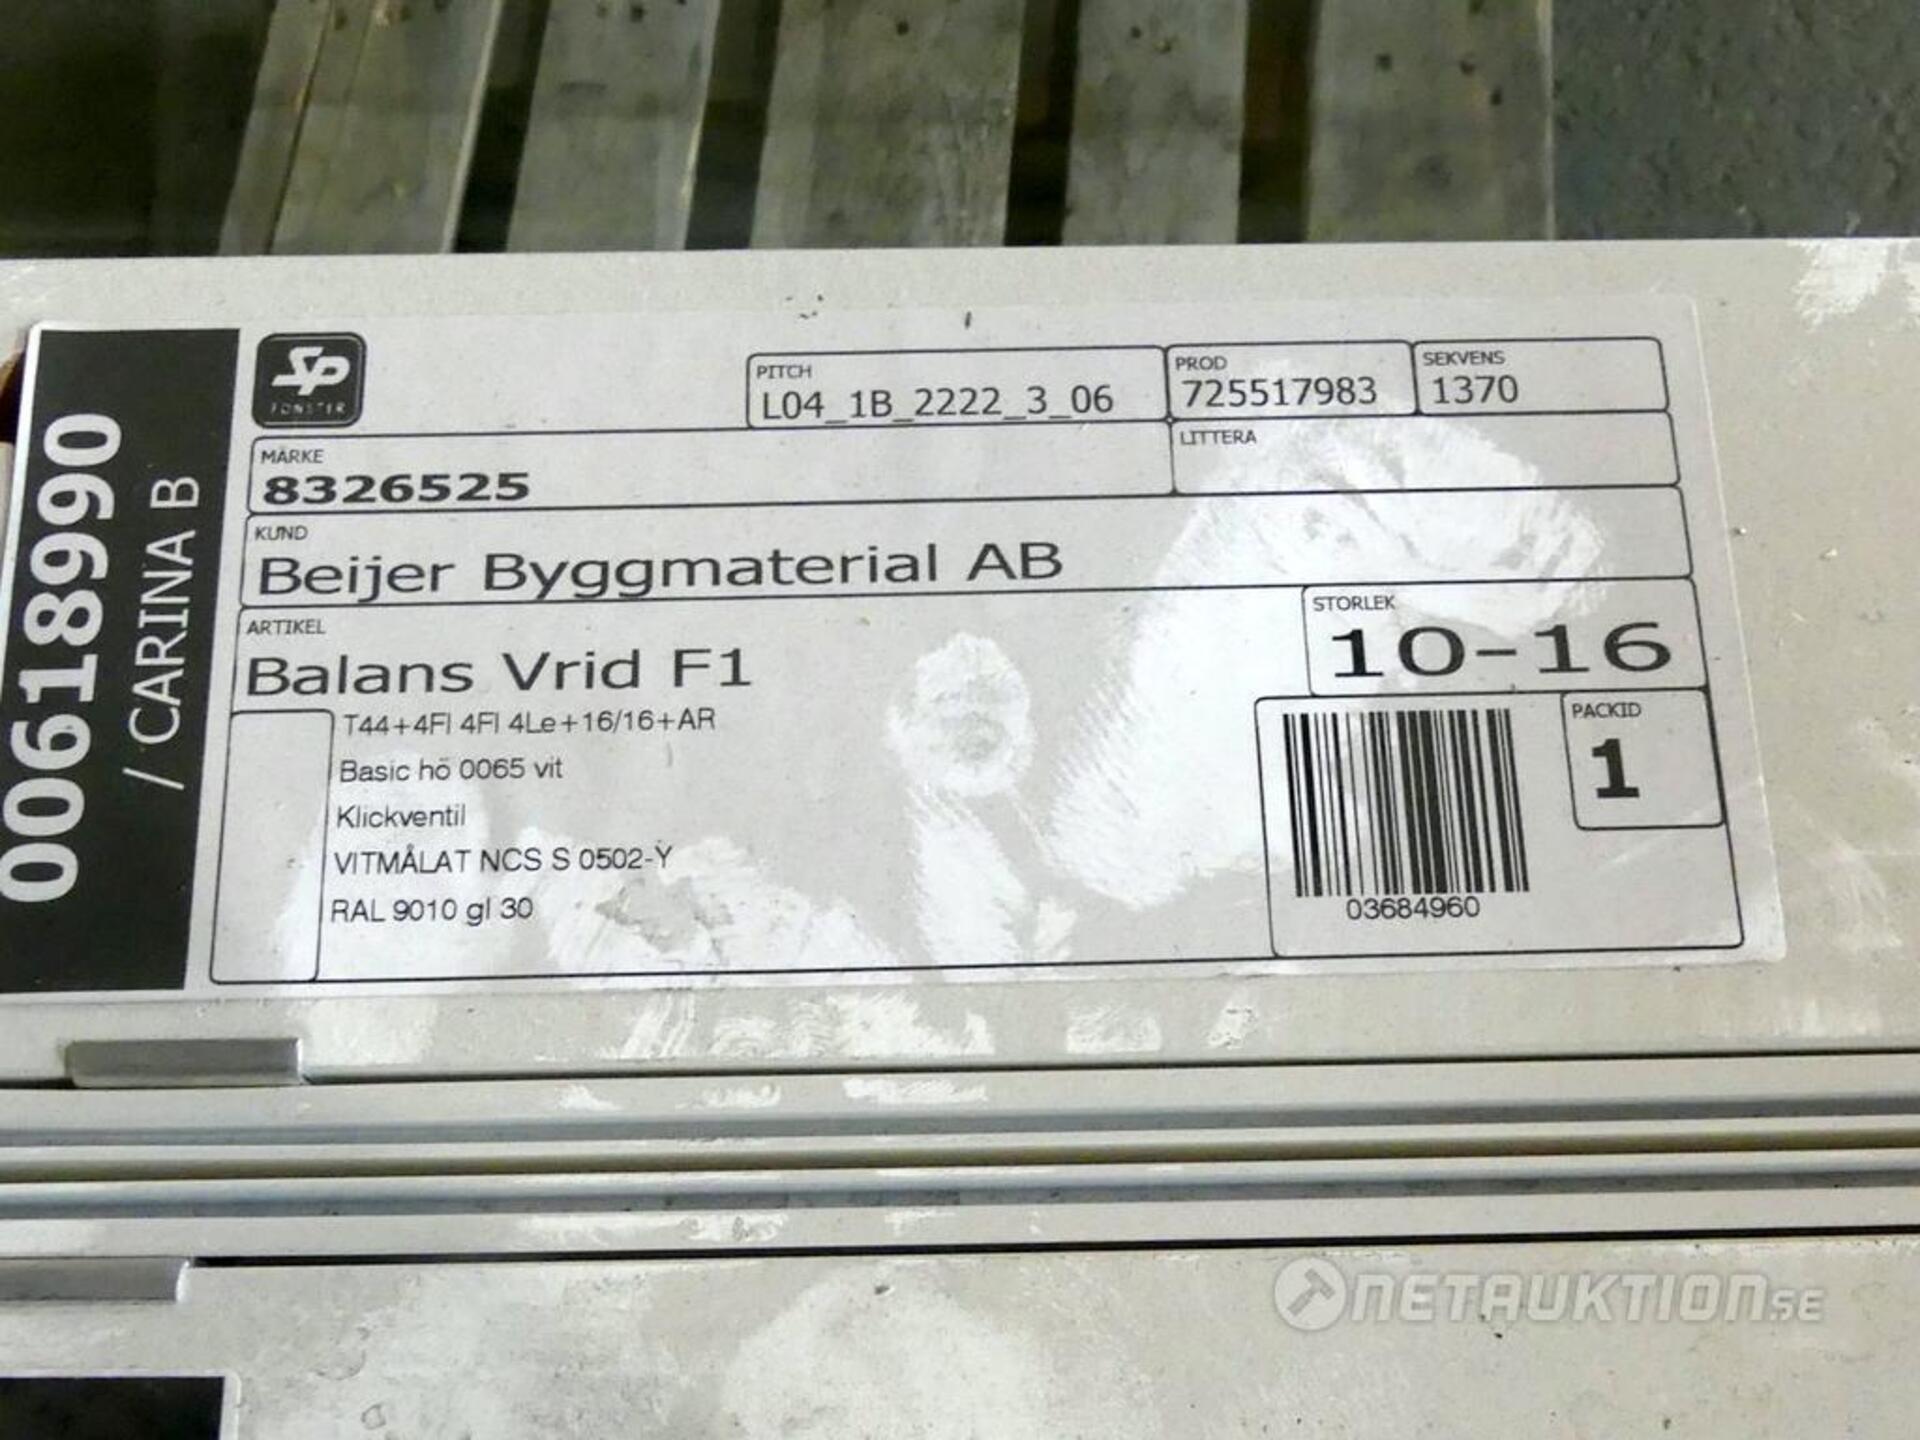 00618990
/ CARINA B
SP
FÖNSTER
PITCH
L04_1B_2222_3_06
PROD
725517983
SEKVENS
1370
MÄRKE
8326525
LITTERA
KUND
Beijer Byggmaterial AB
ARTIKEL
Balans Vrid F1
STORLEK
10-16
T44+4Fl 4Fl 4Le+16/16+AR
Basic hö 0065 vit
Klickventil
VITMÅLAT NCS S 0502-Y
RAL 9010 gl 30
PACKID
1
03684960
NETAUKTION.SE